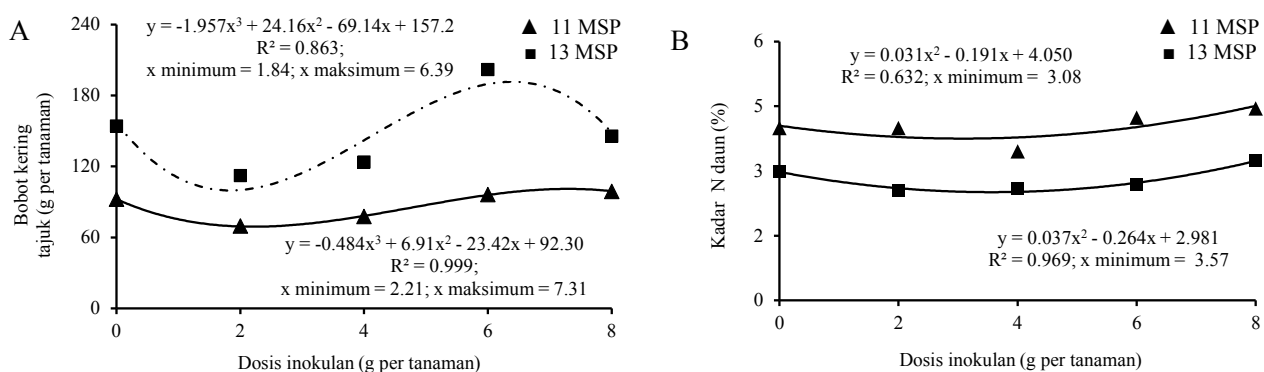 A
y = -1.957x³ + 24.16x² - 69.14x + 157.2
R² = 0.863;
x minimum = 1.84; x maksimum = 6.39
11 MSP
13 MSP
240
180
120
60
0
Bobot kering
tajuk (g per tanaman)
y = -0.484x³ + 6.91x² - 23.42x + 92.30
R² = 0.999;
x minimum = 2.21; x maksimum = 7.31
0 2 4 6 8
Dosis inokulan (g per tanaman)
B
y = 0.031x² - 0.191x + 4.050
R² = 0.632; x minimum = 3.08
11 MSP
13 MSP
6
5
3
2
0
Kadar N daun (%)
y = 0.037x² - 0.264x + 2.981
R² = 0.969; x minimum = 3.57
0 2 4 6 8
Dosis inokulan (g per tanaman)